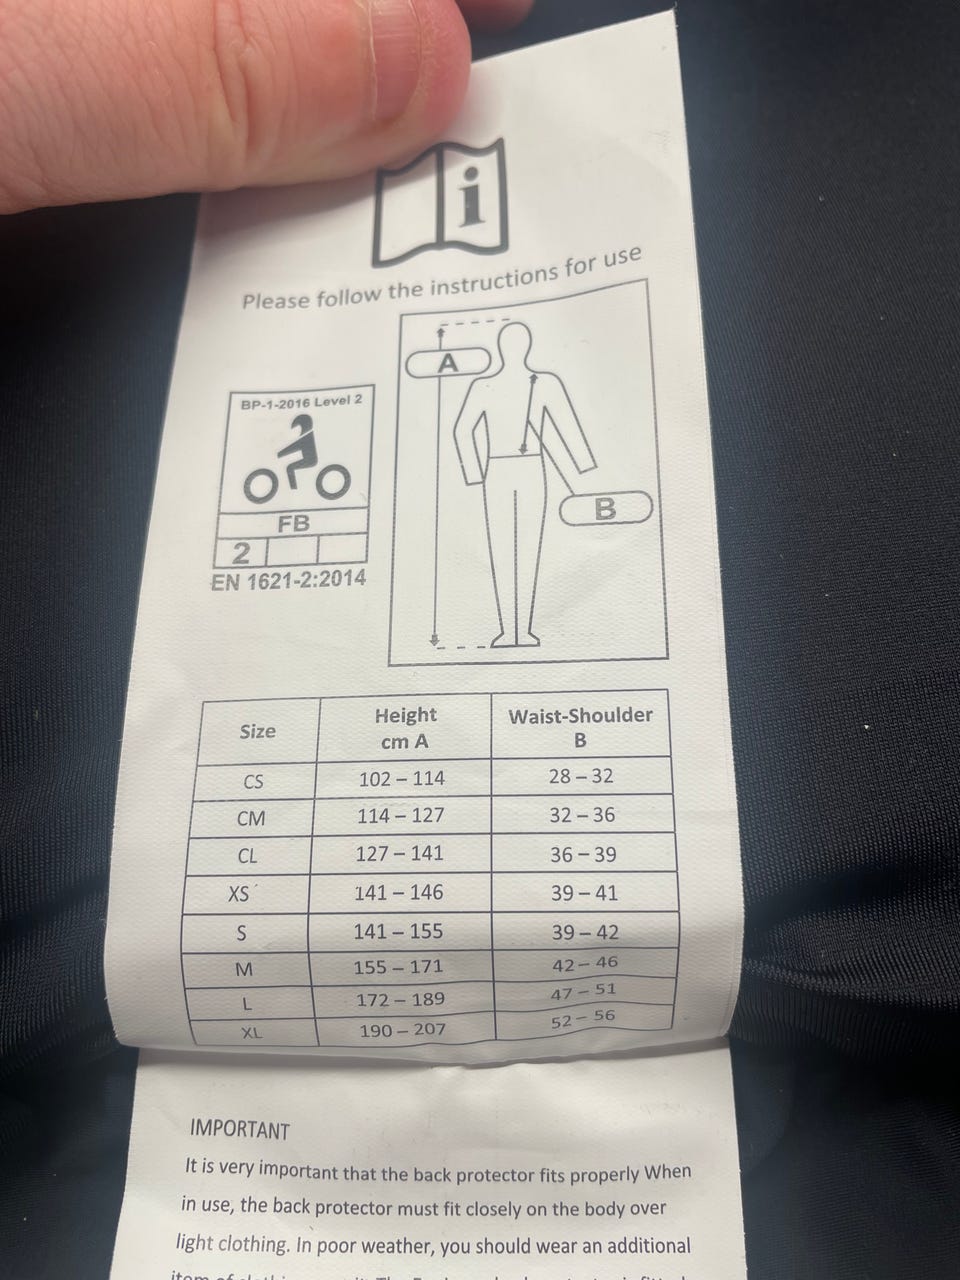 i
Please follow the instructions for use
A
B
BP-1-2016 Level 2
FB
2
EN 1621-2:2014
Size Height cm A Waist-Shoulder B
CS 102 – 114 28 – 32
CM 114 – 127 32 – 36
CL 127 – 141 36 – 39
XS 141 – 146 39 – 41
S 141 – 155 39 – 42
M 155 – 171 42 – 46
L 172 – 189 47 – 51
XL 190 – 207 52 – 56
IMPORTANT
It is very important that the back protector fits properly When
in use, the back protector must fit closely on the body over
light clothing. In poor weather, you should wear an additional